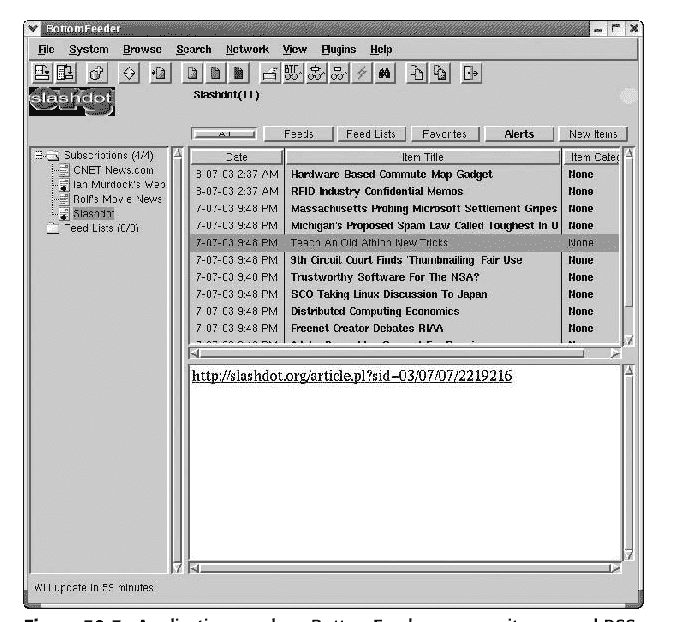 BottomFeeder
File System Browse Search Network View Plugins Help
slashdot
Slashdot(11)
All Feeds Feed Lists Favorites Alerts New Items
Subscriptions (4/4)
CNET News.com
Ian Murdock's Web
Rolf's Movie News
Slashdot
Feed Lists (0/0)
Date Item Title Item Categ
8-07-03 2:37 AM Hardware Based Commute Map Gadget None
8-07-03 2:37 AM RFID Industry Confidential Memos None
7-07-03 9:48 PM Massachusetts Probing Microsoft Settlement Gripes None
7-07-03 9:48 PM Michigan's Proposed Spam Law Called Toughest In U None
7-07-03 9:48 PM Teach An Old Athlon New Tricks None
7-07-03 9:48 PM 9th Circuit Court Finds 'Thumbnailing' Fair Use None
7-07-03 9:48 PM Trustworthy Software For The NSA? None
7-07-03 9:48 PM SCO Taking Linux Discussion To Japan None
7-07-03 9:48 PM Distributed Computing Economics None
7-07-03 9:48 PM Freenet Creator Debates RIAA None
http://slashdot.org/article.pl?sid=03/07/07/2219216
Will update in 59 minutes